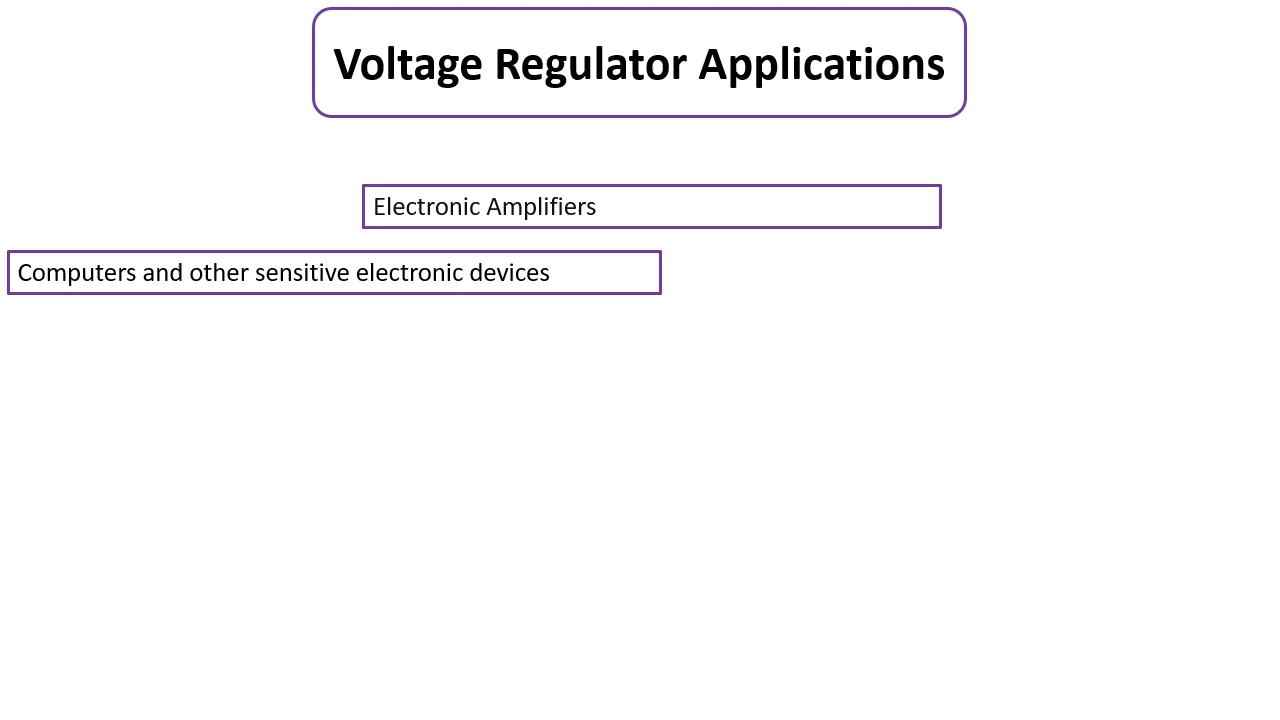 Voltage Regulator Applications
Electronic Amplifiers
Computers and other sensitive electronic devices